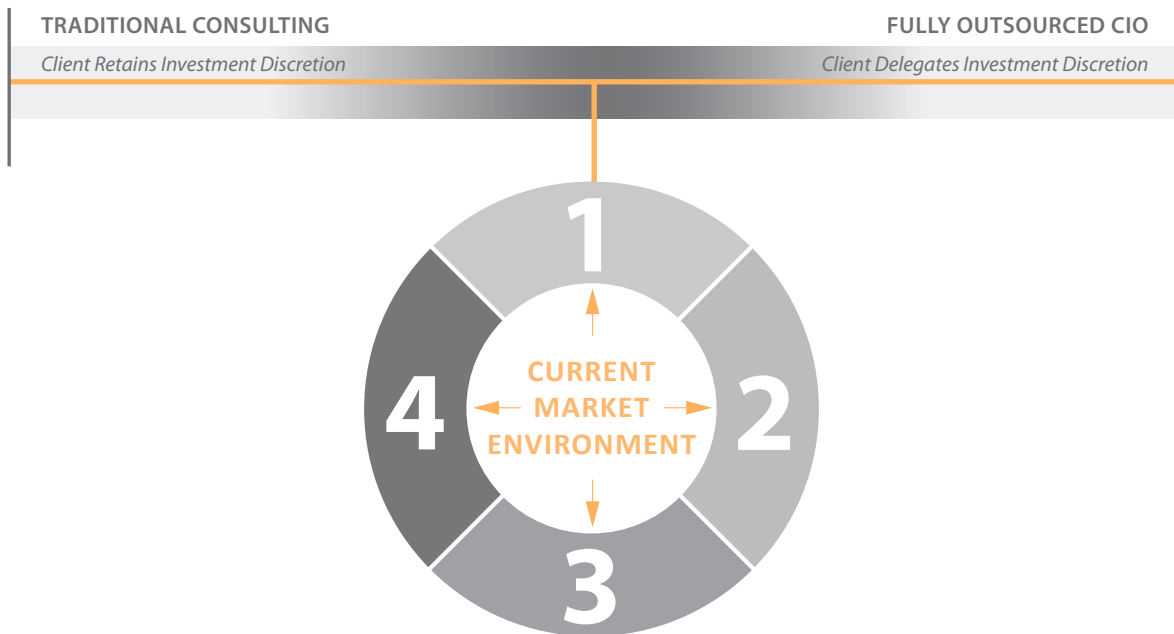 TRADITIONAL CONSULTING
FULLY OUTSOURCED CIO
Client Retains Investment Discretion
Client Delegates Investment Discretion
1
2
3
4
CURRENT
MARKET
ENVIRONMENT